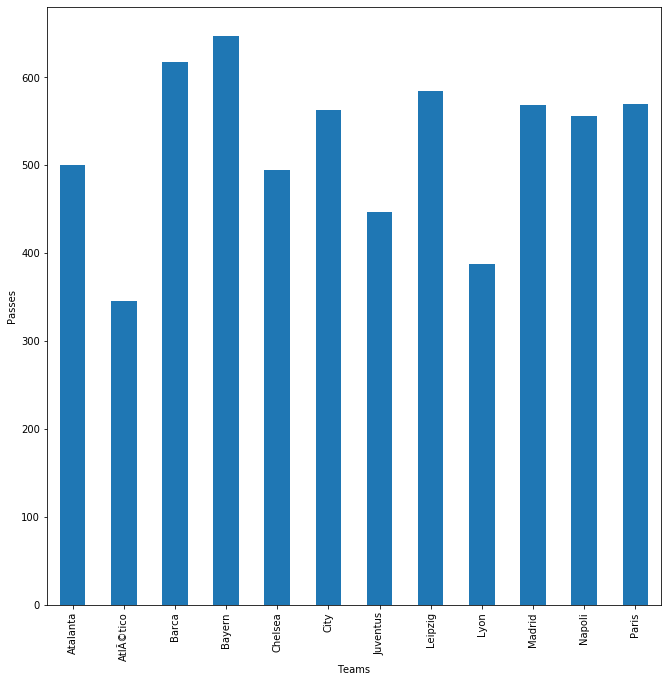 600
500
400
300
200
100
0
Passes
Atalanta
AtlÃ©tico
Barca
Bayern
Chelsea
City
Juventus
Leipzig
Lyon
Madrid
Napoli
Paris
Teams